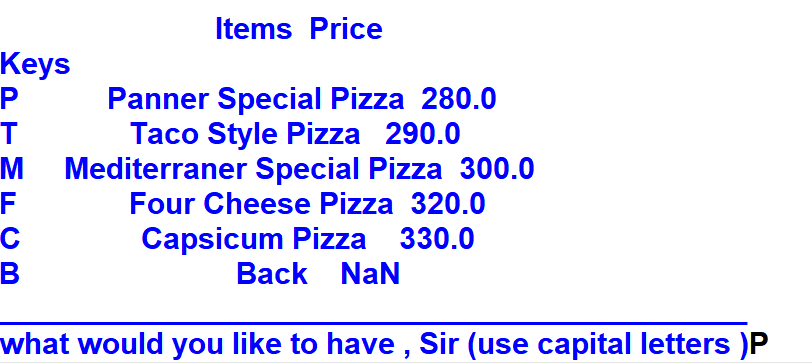 Items Price
Keys
P Panner Special Pizza 280.0
T Taco Style Pizza 290.0
M Mediterraner Special Pizza 300.0
F Four Cheese Pizza 320.0
C Capsicum Pizza 330.0
B Back NaN
what would you like to have , Sir (use capital letters )P